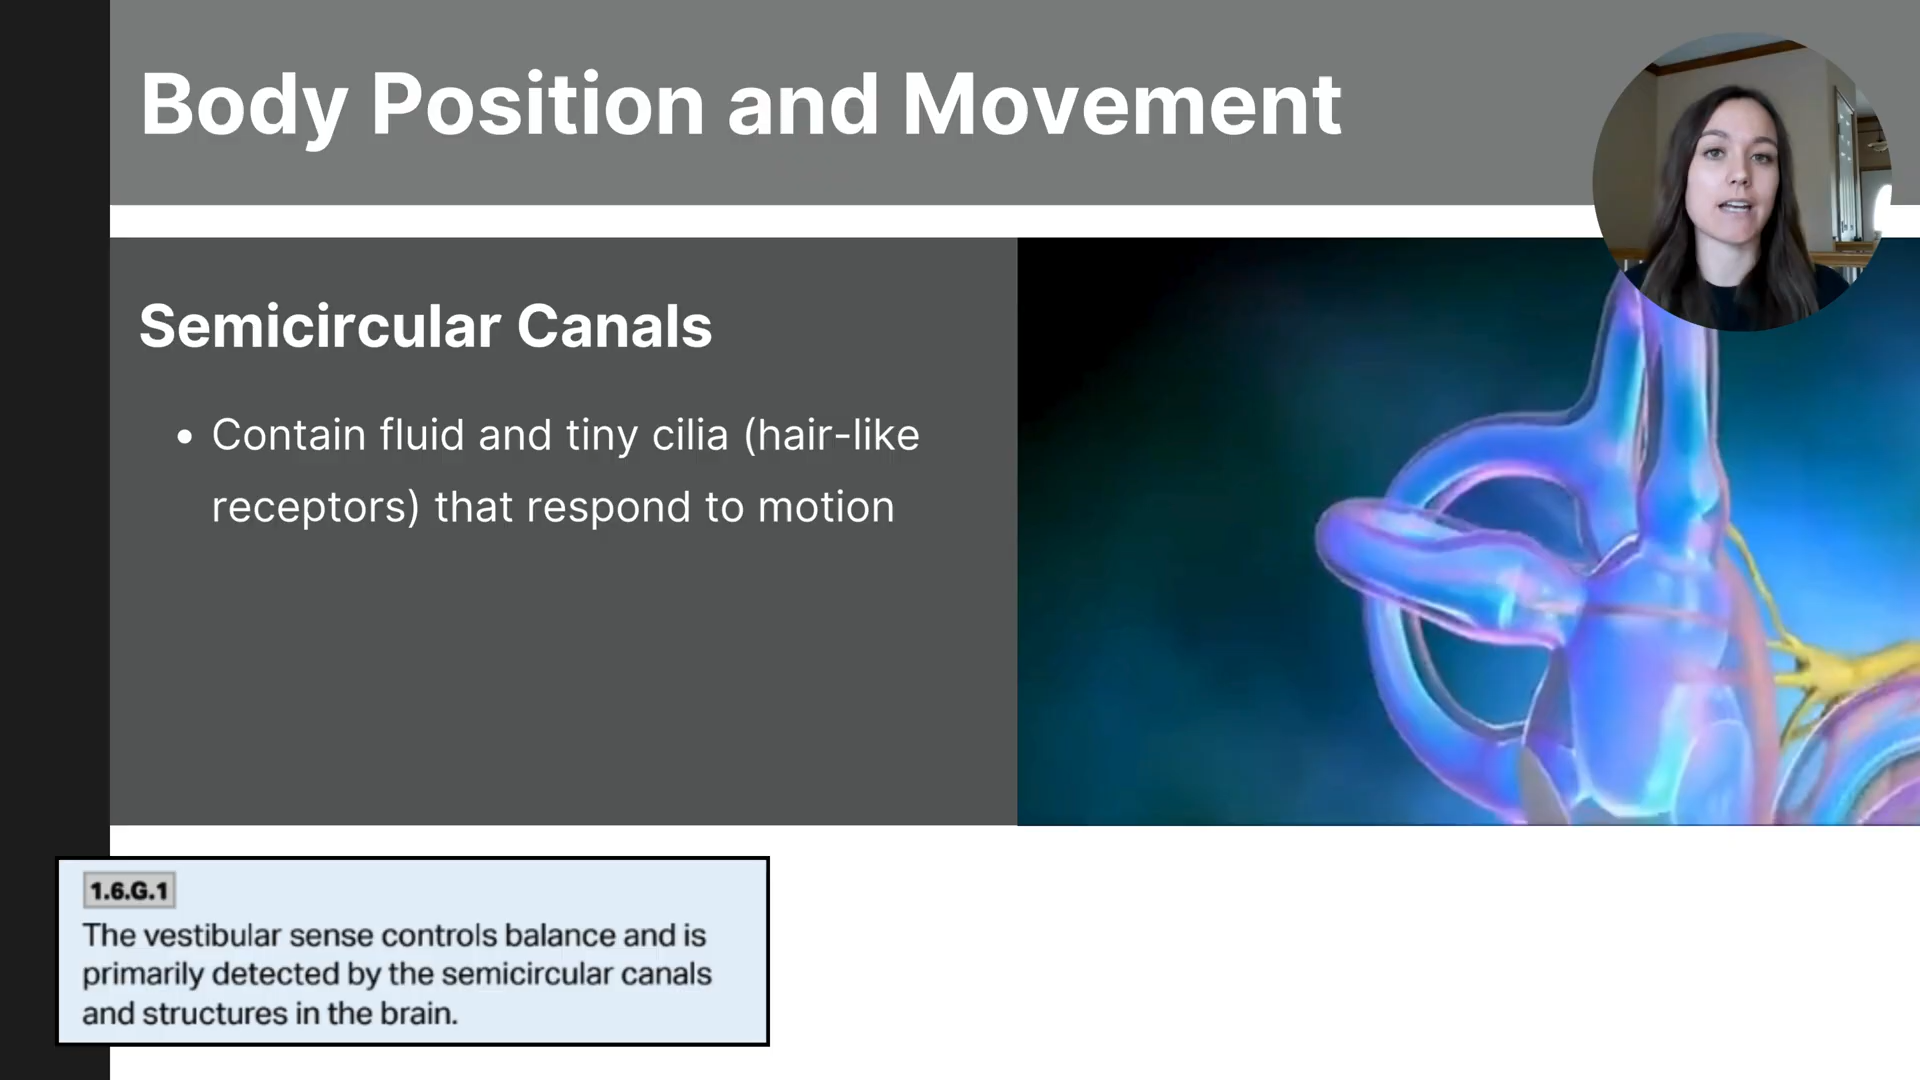 Body Position and Movement
Semicircular Canals
• Contain fluid and tiny cilia (hair-like
receptors) that respond to motion
1.6.G.1
The vestibular sense controls balance and is
primarily detected by the semicircular canals
and structures in the brain.